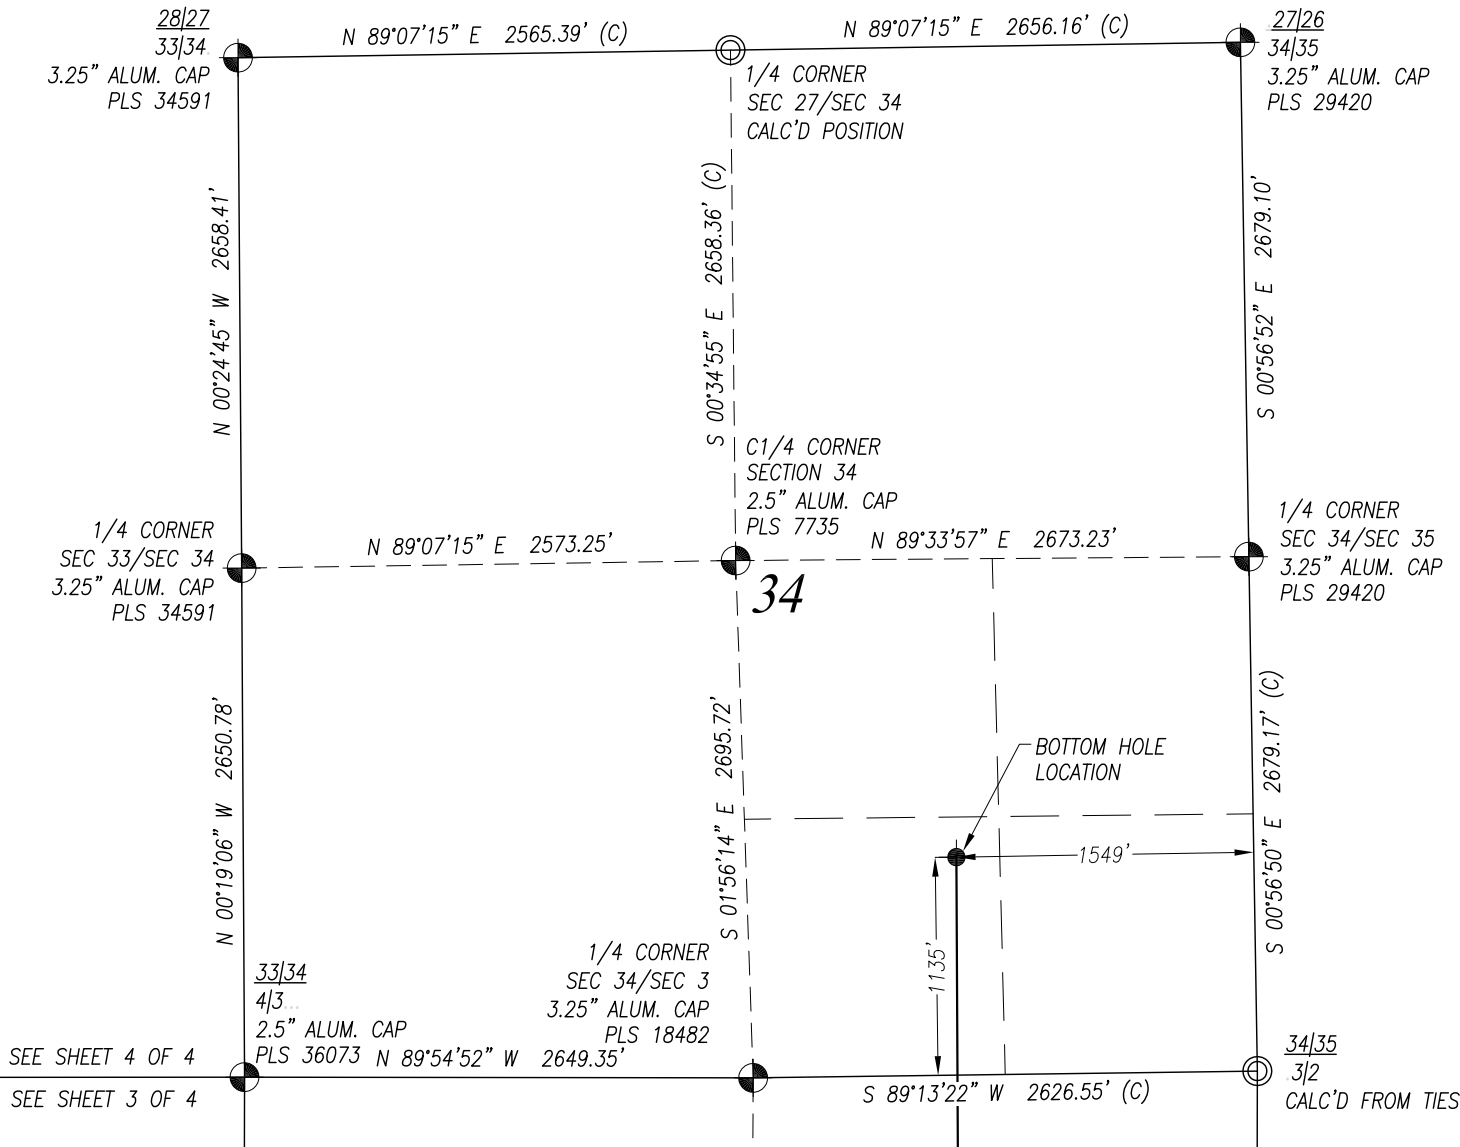 28|27
33|34
3.25" ALUM. CAP
PLS 34591
N 89°07'15" E 2565.39' (C)
N 89°07'15" E 2656.16' (C)
27|26
34|35
3.25" ALUM. CAP
PLS 29420
1/4 CORNER
SEC 27/SEC 34
CALC'D POSITION
N 00°24'45" W 2658.41'
S 00°34'55" E 2658.36' (C)
S 00°56'52" E 2679.10'
C1/4 CORNER
SECTION 34
2.5" ALUM. CAP
PLS 7735
1/4 CORNER
SEC 33/SEC 34
3.25" ALUM. CAP
PLS 34591
N 89°07'15" E 2573.25'
N 89°33'57" E 2673.23'
1/4 CORNER
SEC 34/SEC 35
3.25" ALUM. CAP
PLS 29420
34
N 00°19'06" W 2650.78'
S 01°56'14" E 2695.72'
BOTTOM HOLE
LOCATION
S 00°56'50" E 2679.17' (C)
1549'
1135'
33|34
4|3
2.5" ALUM. CAP
PLS 36073
1/4 CORNER
SEC 34/SEC 3
3.25" ALUM. CAP
PLS 18482
N 89°54'52" W 2649.35'
S 89°13'22" W 2626.55' (C)
34|35
3|2
CALC'D FROM TIES
SEE SHEET 4 OF 4
SEE SHEET 3 OF 4